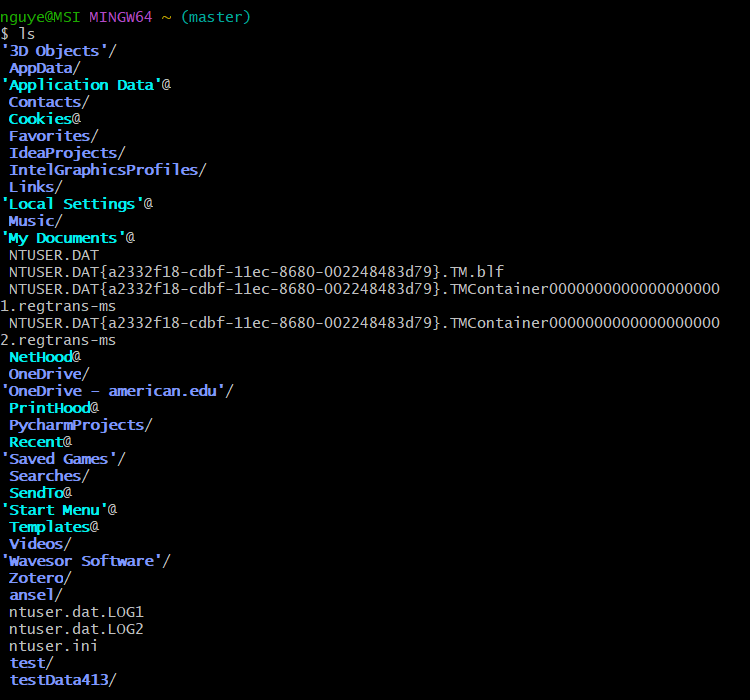 nguye@MSI MINGW64 ~ (master)
$ ls
'3D Objects'/
AppData/
'Application Data'@
Contacts/
Cookies@
Favorites/
IdeaProjects/
IntelGraphicsProfiles/
Links/
'Local Settings'@
Music/
'My Documents'@
NTUSER.DAT
NTUSER.DAT{a2332f18-cdbf-11ec-8680-002248483d79}.TM.blf
NTUSER.DAT{a2332f18-cdbf-11ec-8680-002248483d79}.TMContainer0000000000000000000
1.regtrans-ms
NTUSER.DAT{a2332f18-cdbf-11ec-8680-002248483d79}.TMContainer0000000000000000000
2.regtrans-ms
NetHood@
OneDrive/
'OneDrive - american.edu'/
PrintHood@
PycharmProjects/
Recent@
'Saved Games'/
Searches/
SendTo@
'Start Menu'@
Templates@
Videos/
'Wavesor Software'/
Zotero/
ansel/
ntuser.dat.LOG1
ntuser.dat.LOG2
ntuser.ini
test/
testData413/